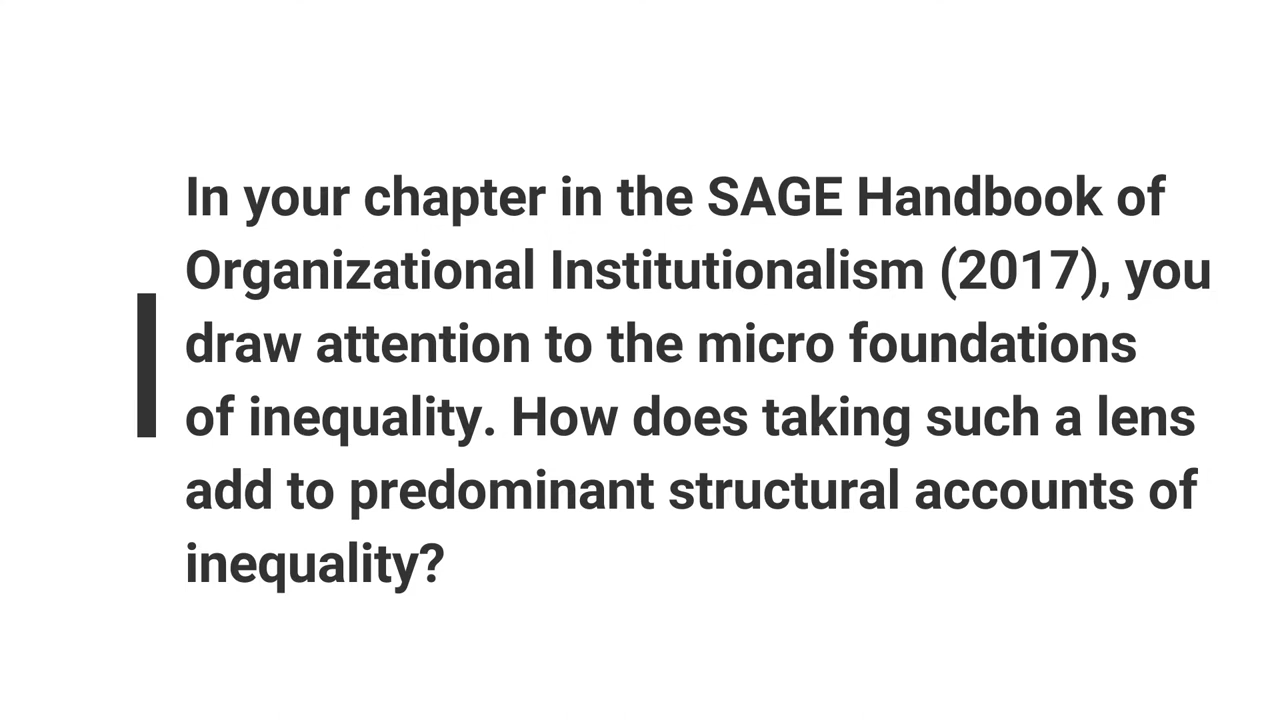 In your chapter in the SAGE Handbook of
Organizational Institutionalism (2017), you
draw attention to the micro foundations
of inequality. How does taking such a lens
add to predominant structural accounts of
inequality?